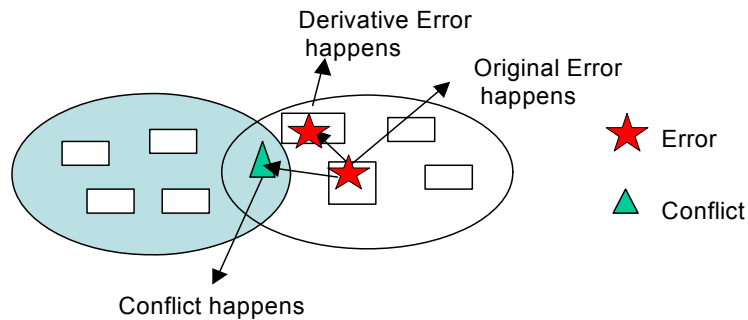 Derivative Error
happens
Original Error
happens
Error
Conflict
Conflict happens